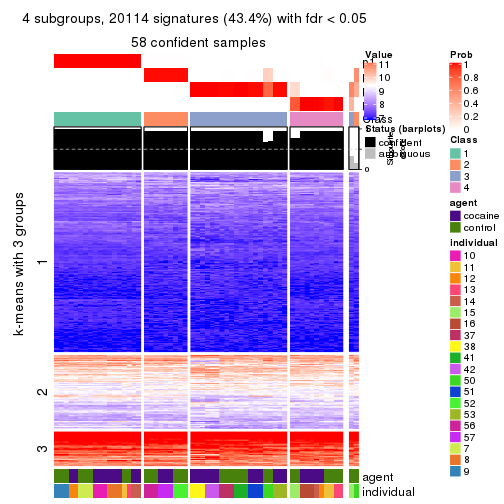 4 subgroups, 20114 signatures (43.4%) with fdr < 0.05
58 confident samples
k-means with 3 groups
1
2
3
Class
agent
individual
Value
11
10
9
8
7
Status (barplots)
confident
ambiguous
0
Prob
1
0.8
0.6
0.4
0.2
0
Class
1
2
3
4
agent
cocaine
control
individual
10
11
12
13
14
15
16
37
38
41
42
50
51
52
53
56
57
7
8
9